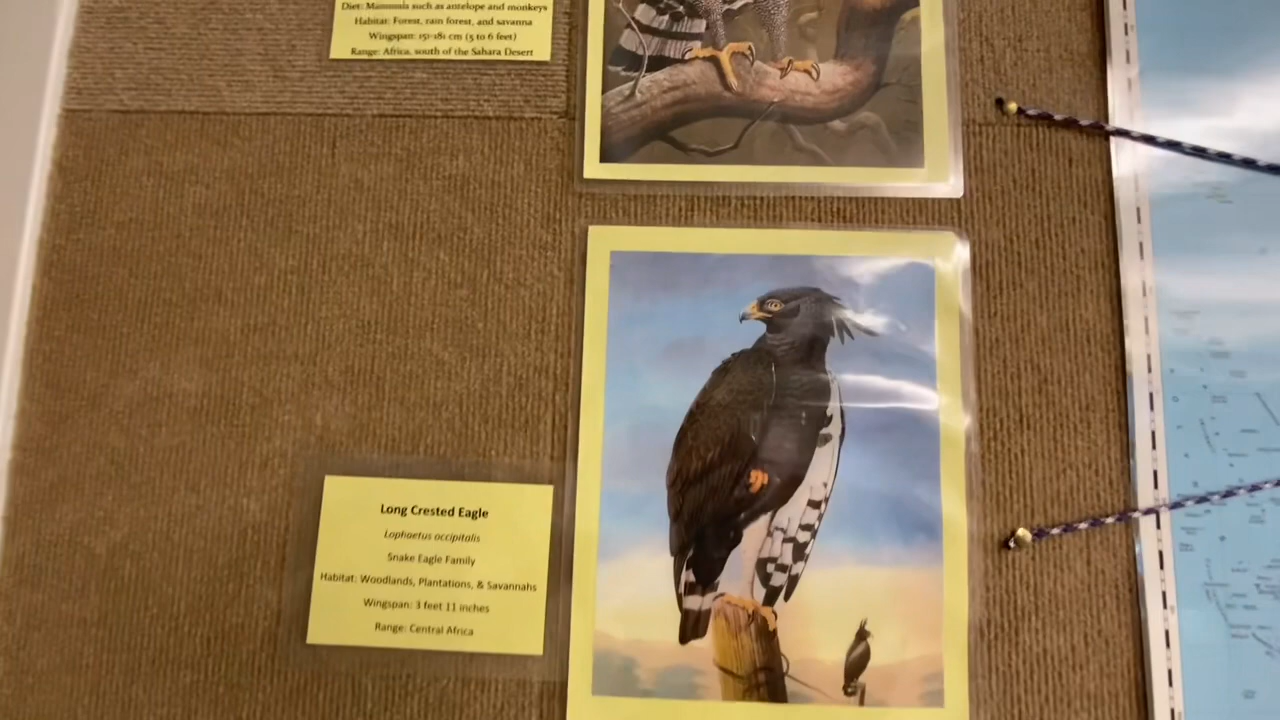 Diet: Mammals such as antelope and monkeys
Habitat: Forest, rain forest, and savanna
Wingspan: 151-181 cm (5 to 6 feet)
Range: Africa, south of the Sahara Desert
Long Crested Eagle
Lophaetus occipitalis
Snake Eagle Family
Habitat: Woodlands, Plantations, & Savannahs
Wingspan: 3 feet 11 inches
Range: Central Africa